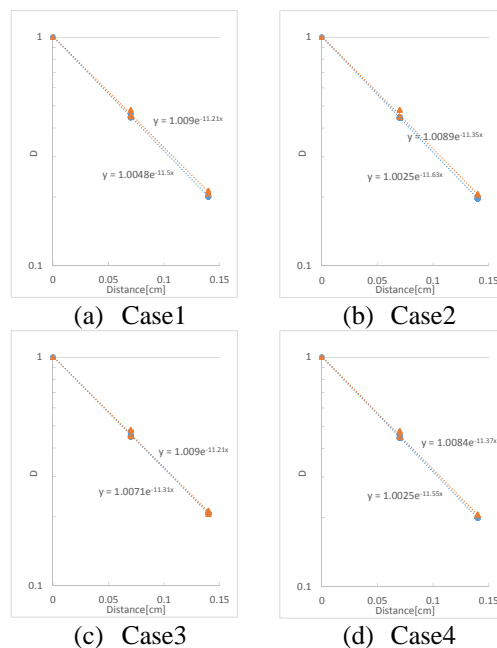 1
D
y = 1.009e^-11.21x
y = 1.0048e^-11.5x
0.1
0 0.05 0.1 0.15
Distance[cm]
(a) Case1
1
D
y = 1.0089e^-11.35x
y = 1.0025e^-11.63x
0.1
0 0.05 0.1 0.15
Distance[cm]
(b) Case2
1
D
y = 1.009e^-11.21x
y = 1.0071e^-11.31x
0.1
0 0.05 0.1 0.15
Distance[cm]
(c) Case3
1
D
y = 1.0084e^-11.37x
y = 1.0025e^-11.55x
0.1
0 0.05 0.1 0.15
Distance[cm]
(d) Case4